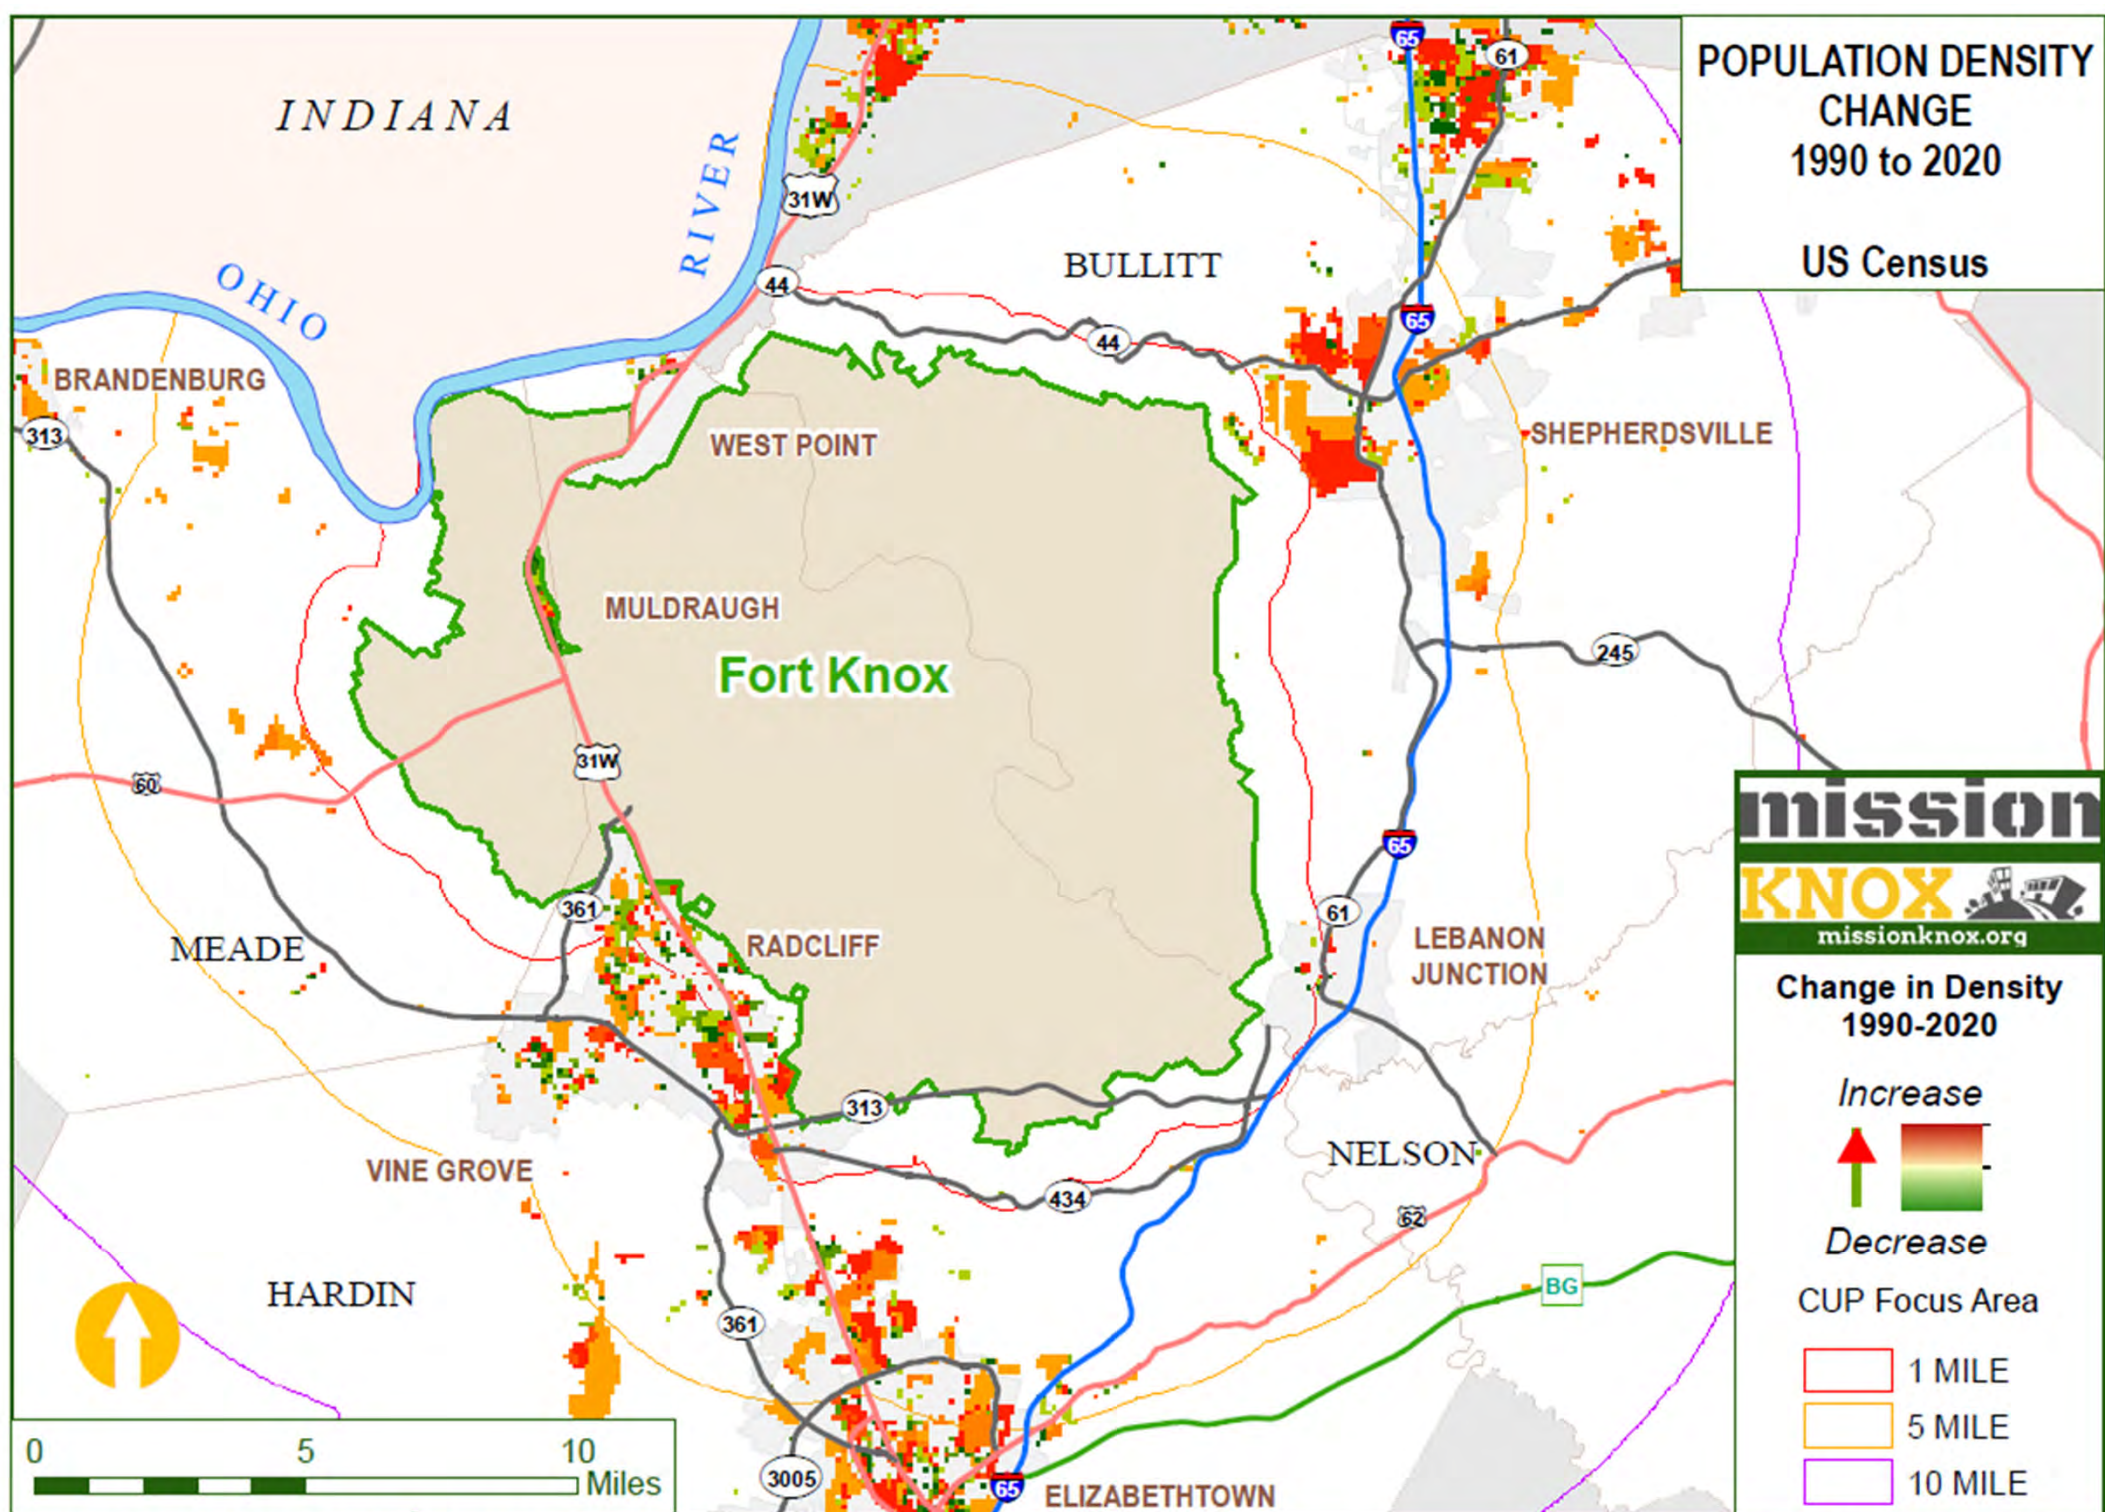 POPULATION DENSITY
CHANGE
1990 to 2020
US Census
INDIANA
OHIO
RIVER
65
61
31W
44
BULLITT
44
65
BRANDENBURG
313
WEST POINT
SHEPHERDSVILLE
MULDRAUGH
Fort Knox
245
31W
60
65
mission
KNOX
missionknox.org
361
61
MEADE
RADCLIFF
LEBANON
JUNCTION
Change in Density
1990-2020
Increase
Decrease
313
VINE GROVE
NELSON
434
62
HARDIN
BG
361
CUP Focus Area
1 MILE
5 MILE
10 MILE
0 5 10
Miles
3005
65
ELIZABETHTOWN